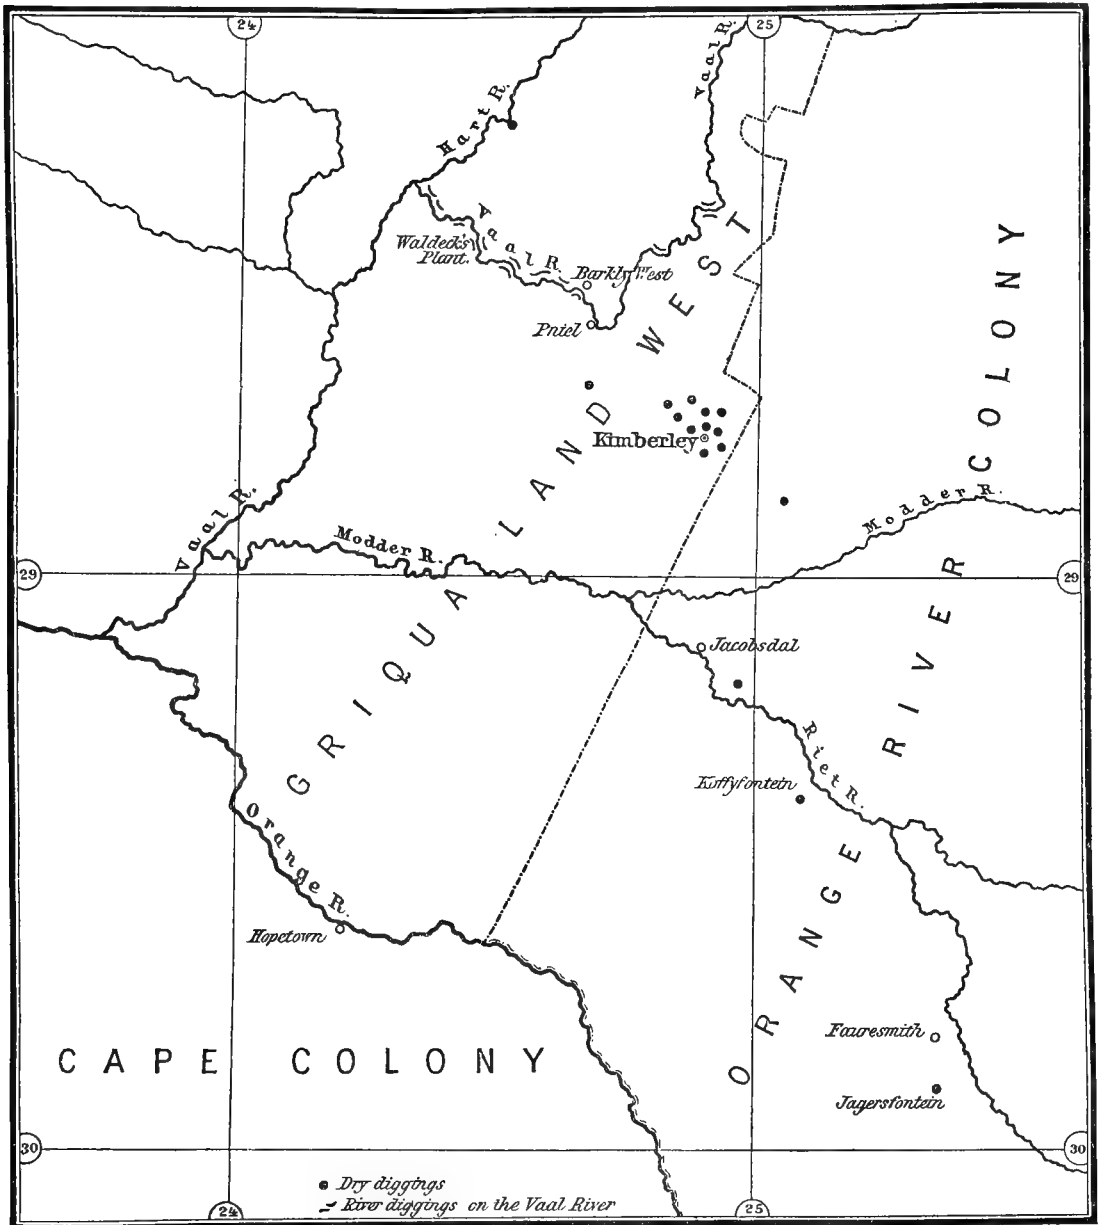 24
25
Vaal R.
Hart R.
Vaal R.
Waldeck's
Plant.
Barkly West
Pniel
Kimberley
GRIQUA LAND WEST
ORANGE RIVER COLONY
Vaal R.
Modder R.
Modder R.
29
29
Jacobsdal
Riet R.
Koffyfontein
Orange R.
Hopetown
Fauresmith
CAPE COLONY
Jagersfontein
30
30
Dry diggings
River diggings on the Vaal River
24
25